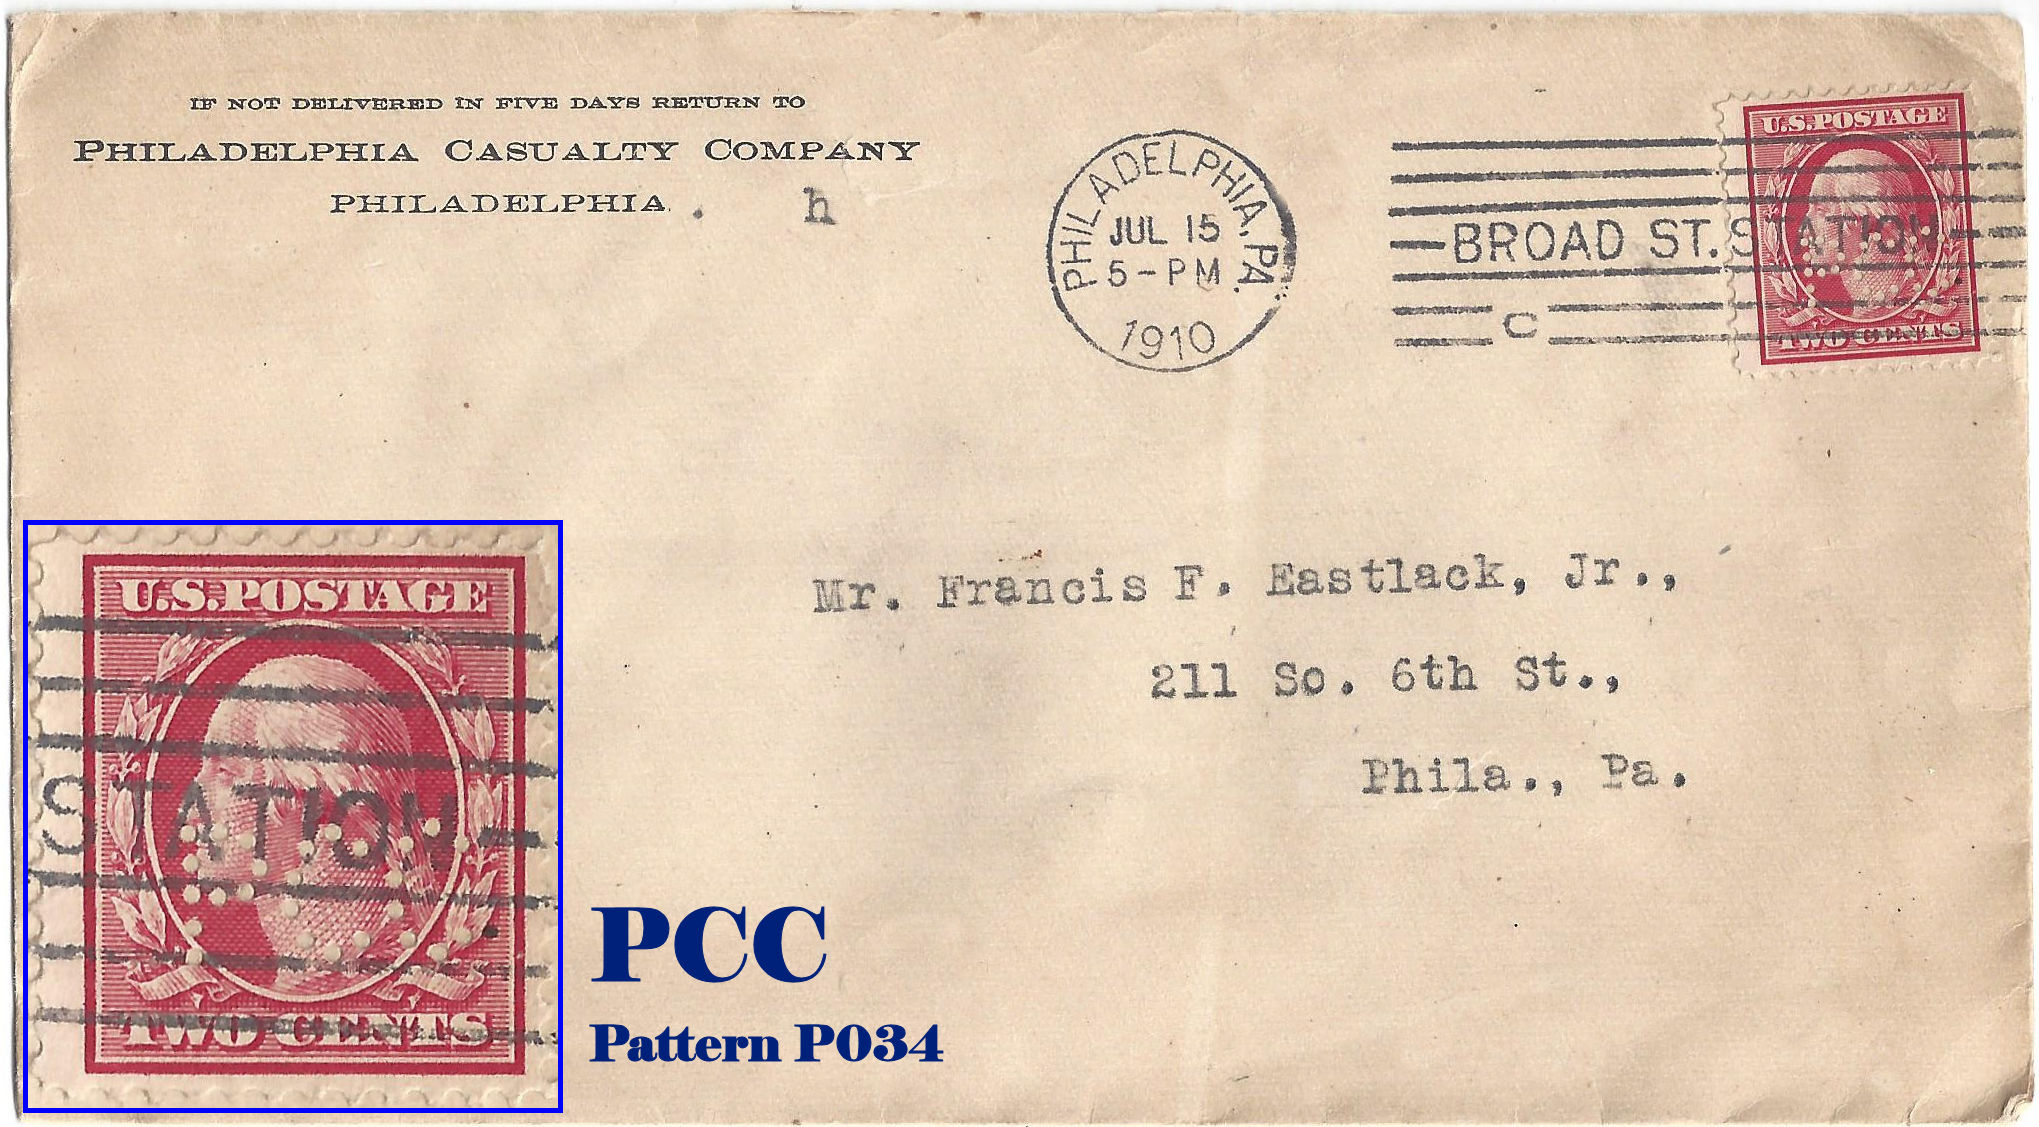 IF NOT DELIVERED IN FIVE DAYS RETURN TO
PHILADELPHIA CASUALTY COMPANY
PHILADELPHIA. h
PHILADELPHIA, PA.
JUL 15
5-PM
1910
BROAD ST. STATION
C
U.S.POSTAGE
TWO CENTS
Mr. Francis F. Eastlack, Jr.,
211 So. 6th St.,
Phila., Pa.
U.S.POSTAGE
STATION
PCC
TWO CENTS
PCC
Pattern P034